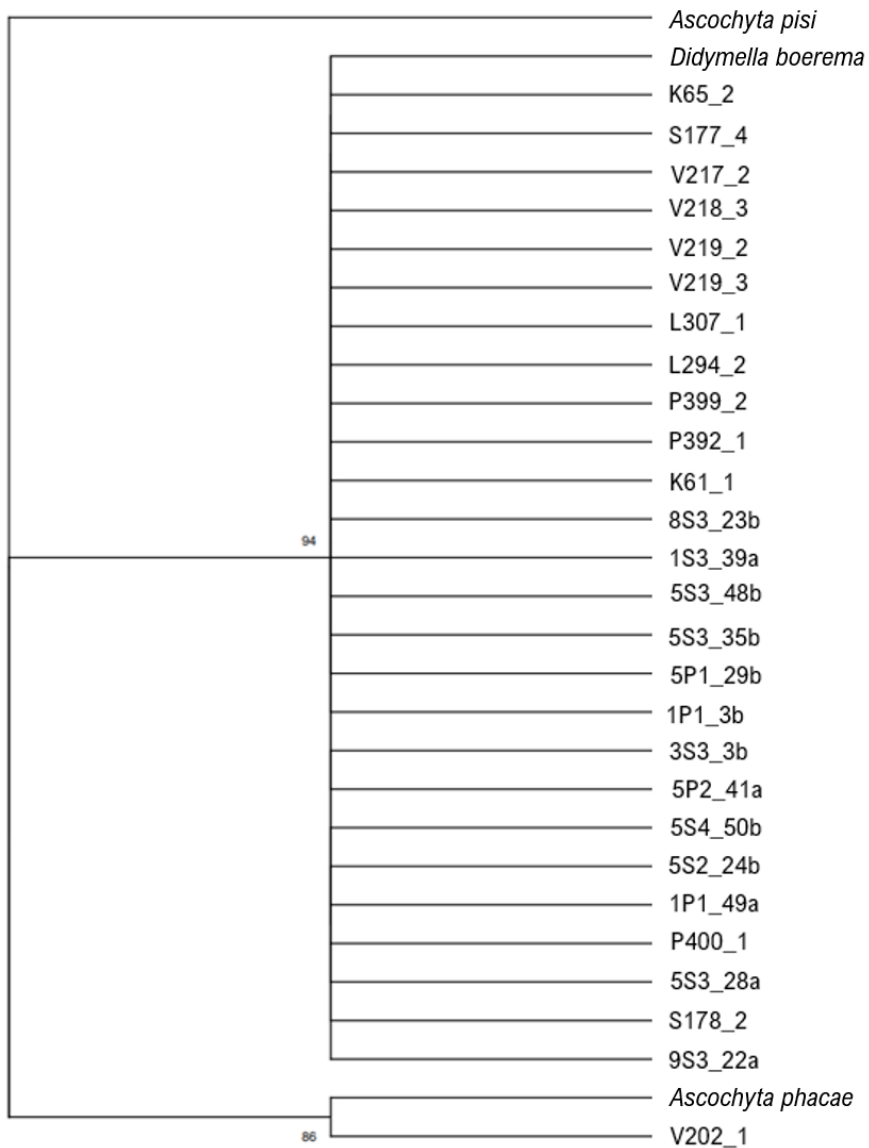 Ascochyta pisi
Didymella boerema
K65_2
S177_4
V217_2
V218_3
V219_2
V219_3
L307_1
L294_2
P399_2
P392_1
K61_1
8S3_23b
94
1S3_39a
5S3_48b
5S3_35b
5P1_29b
1P1_3b
3S3_3b
5P2_41a
5S4_50b
5S2_24b
1P1_49a
P400_1
5S3_28a
S178_2
9S3_22a
Ascochyta phacae
86
V202_1